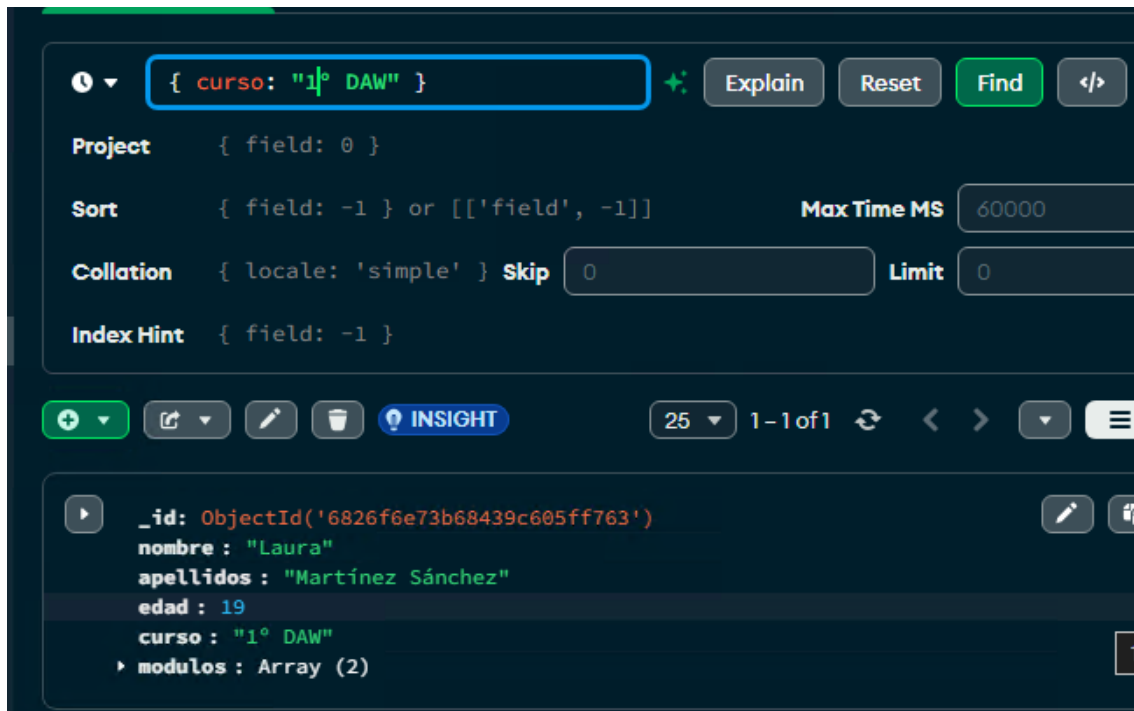 { curso: "1º DAW" }
Explain
Reset
Find
</>
Project { field: 0 }
Sort { field: -1 } or [['field', -1]]
Max Time MS 60000
Collation { locale: 'simple' }
Skip 0
Limit 0
Index Hint { field: -1 }
INSIGHT
25
1–1 of 1
_id: ObjectId('6826f6e73b68439c605ff763')
nombre : "Laura"
apellidos : "Martínez Sánchez"
edad : 19
curso : "1º DAW"
modulos : Array (2)